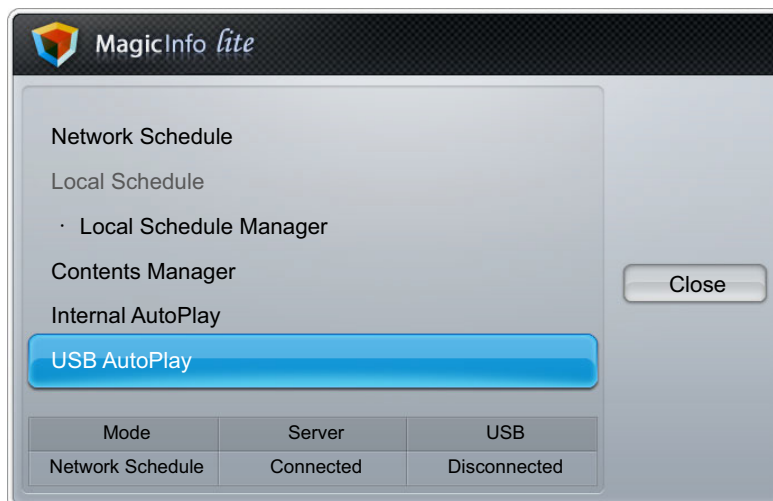 MagicInfo lite
Network Schedule
Local Schedule
· Local Schedule Manager
Contents Manager
Close
Internal AutoPlay
USB AutoPlay
Mode Server USB
Network Schedule Connected Disconnected